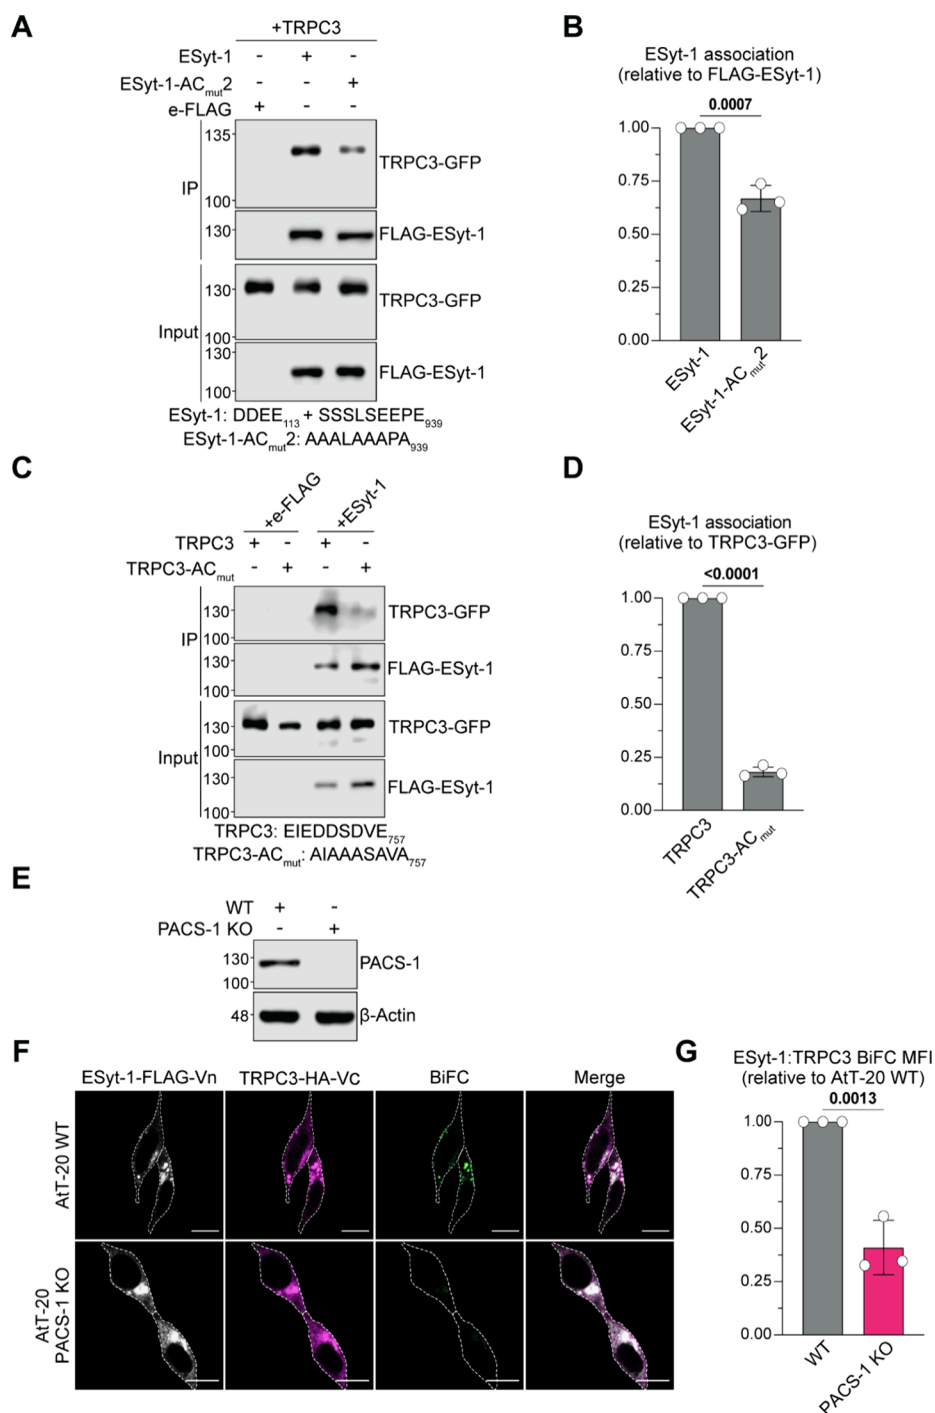 A
+TRPC3
ESyt-1 - + -
ESyt-1-ACmut2 - - +
e-FLAG + - -
IP
135
100
TRPC3-GFP
130
FLAG-ESyt-1
Input
130
100
TRPC3-GFP
130
100
FLAG-ESyt-1
ESyt-1: DDEE113 + SSSLSEEPE939
ESyt-1-ACmut2: AAALAAAPA939
B
ESyt-1 association
(relative to FLAG-ESyt-1)
0.0007
1.00
0.75
0.50
0.25
0.00
ESyt-1
ESyt-1-ACmut2
C
+e-FLAG
+ESyt-1
TRPC3 + - + -
TRPC3-ACmut - + - +
IP
130
100
TRPC3-GFP
130
100
FLAG-ESyt-1
Input
130
100
TRPC3-GFP
130
100
FLAG-ESyt-1
TRPC3: EIEDDSDVE757
TRPC3-ACmut: AIAAASAVA757
D
ESyt-1 association
(relative to TRPC3-GFP)
<0.0001
1.00
0.75
0.50
0.25
0.00
TRPC3
TRPC3-ACmut
E
WT + -
PACS-1 KO - +
130
100
PACS-1
48
β-Actin
F
ESyt-1-FLAG-Vn TRPC3-HA-Vc BiFC Merge
AtT-20 WT
AtT-20
PACS-1 KO
G
ESyt-1:TRPC3 BiFC MFI
(relative to AtT-20 WT)
0.0013
1.00
0.75
0.50
0.25
0.00
WT
PACS-1 KO